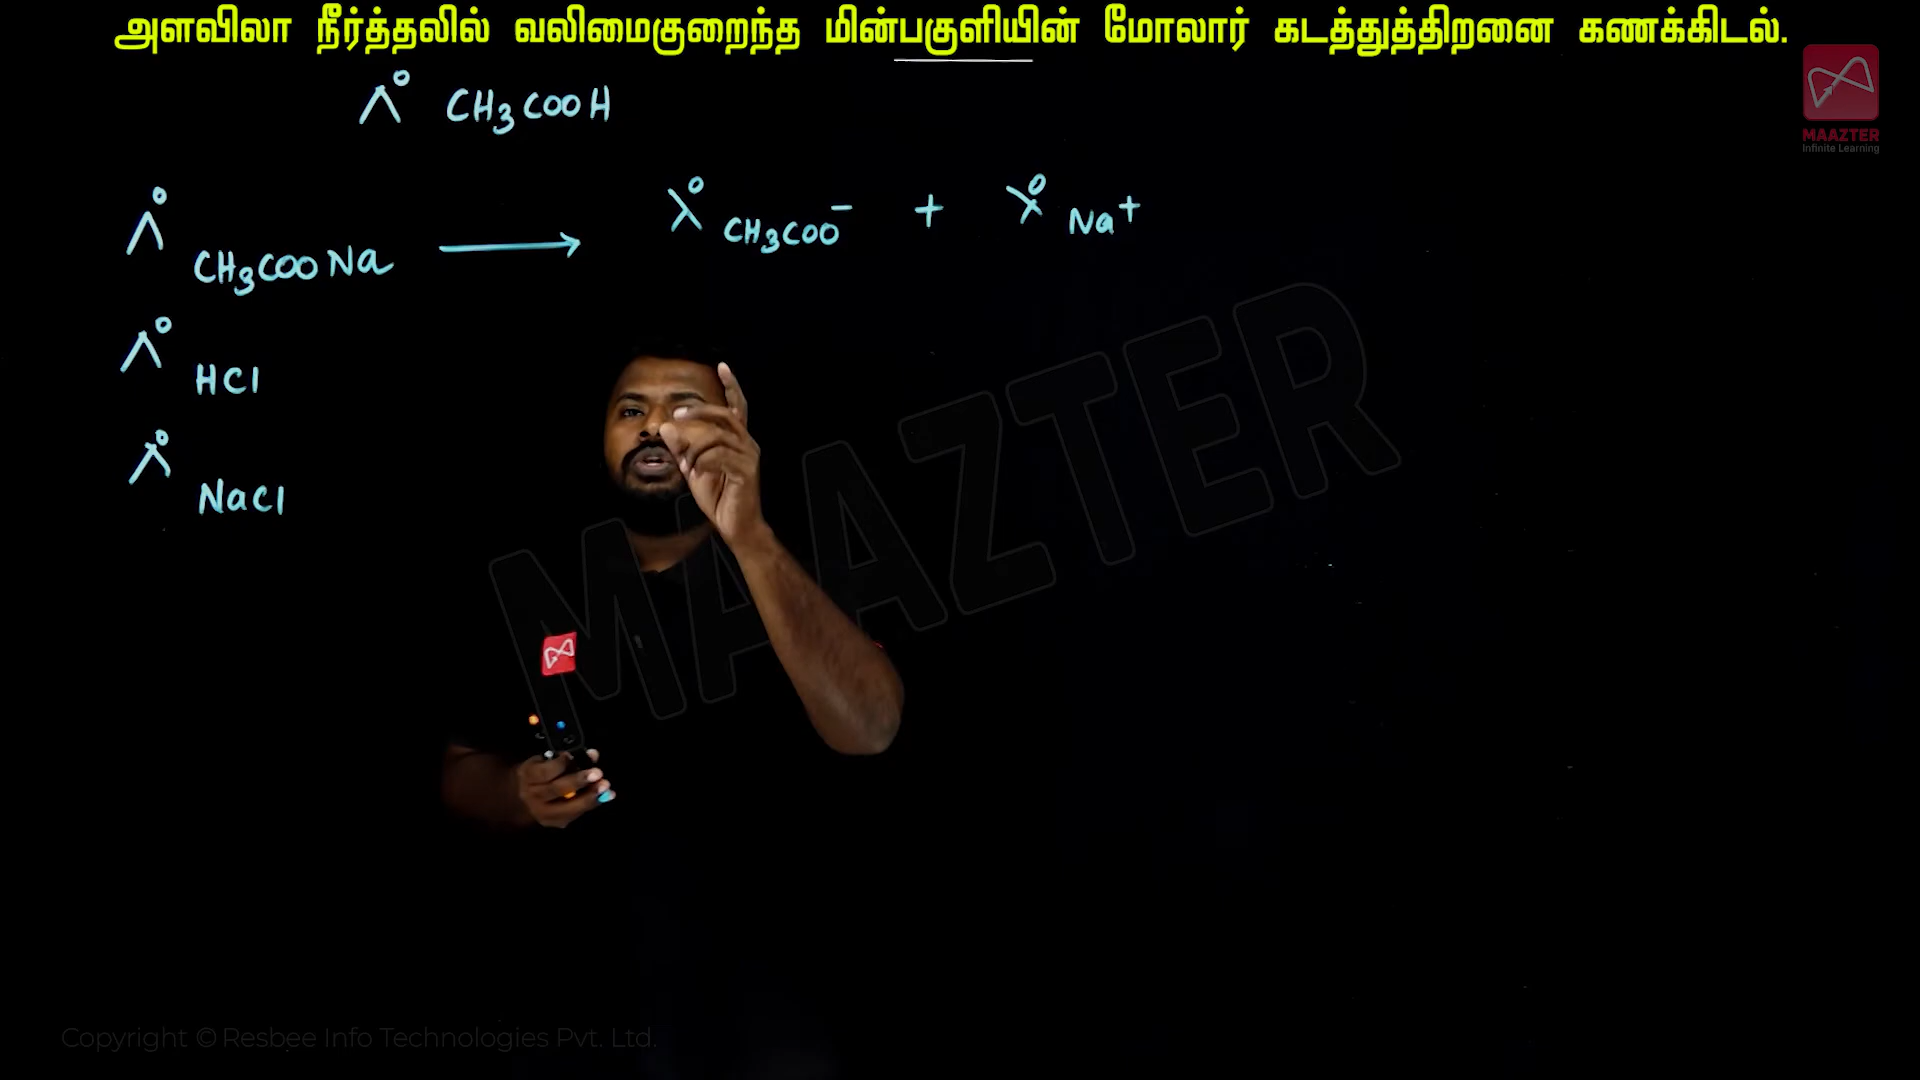 அளவிலா நீர்த்தலில் வலிமைகுறைந்த மின்பகுளியின் மோலார் கடத்துத்திறனை கணக்கிடல்.
MAAZTER
Infinite Learning
Λ° CH₃COOH
Λ° CH₃COONa ⟶ λ° CH₃COO⁻ + λ° Na⁺
Λ° HCl
Λ° NaCl
MAAZTER
Copyright © Resbee Info Technologies Pvt. Ltd.